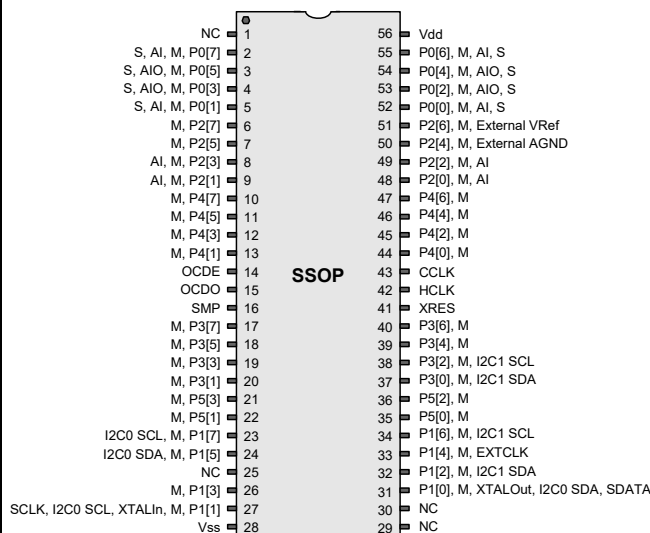 NC 1 56 Vdd
S, AI, M, P0[7] 2 55 P0[6], M, AI, S
S, AIO, M, P0[5] 3 54 P0[4], M, AIO, S
S, AIO, M, P0[3] 4 53 P0[2], M, AIO, S
S, AI, M, P0[1] 5 52 P0[0], M, AI, S
M, P2[7] 6 51 P2[6], M, External VRef
M, P2[5] 7 50 P2[4], M, External AGND
AI, M, P2[3] 8 49 P2[2], M, AI
AI, M, P2[1] 9 48 P2[0], M, AI
M, P4[7] 10 47 P4[6], M
M, P4[5] 11 46 P4[4], M
M, P4[3] 12 45 P4[2], M
M, P4[1] 13 44 P4[0], M
OCDE 14 SSOP 43 CCLK
OCDO 15 42 HCLK
SMP 16 41 XRES
M, P3[7] 17 40 P3[6], M
M, P3[5] 18 39 P3[4], M
M, P3[3] 19 38 P3[2], M, I2C1 SCL
M, P3[1] 20 37 P3[0], M, I2C1 SDA
M, P5[3] 21 36 P5[2], M
M, P5[1] 22 35 P5[0], M
I2C0 SCL, M, P1[7] 23 34 P1[6], M, I2C1 SCL
I2C0 SDA, M, P1[5] 24 33 P1[4], M, EXTCLK
NC 25 32 P1[2], M, I2C1 SDA
M, P1[3] 26 31 P1[0], M, XTALOut, I2C0 SDA, SDATA
SCLK, I2C0 SCL, XTALIn, M, P1[1] 27 30 NC
Vss 28 29 NC